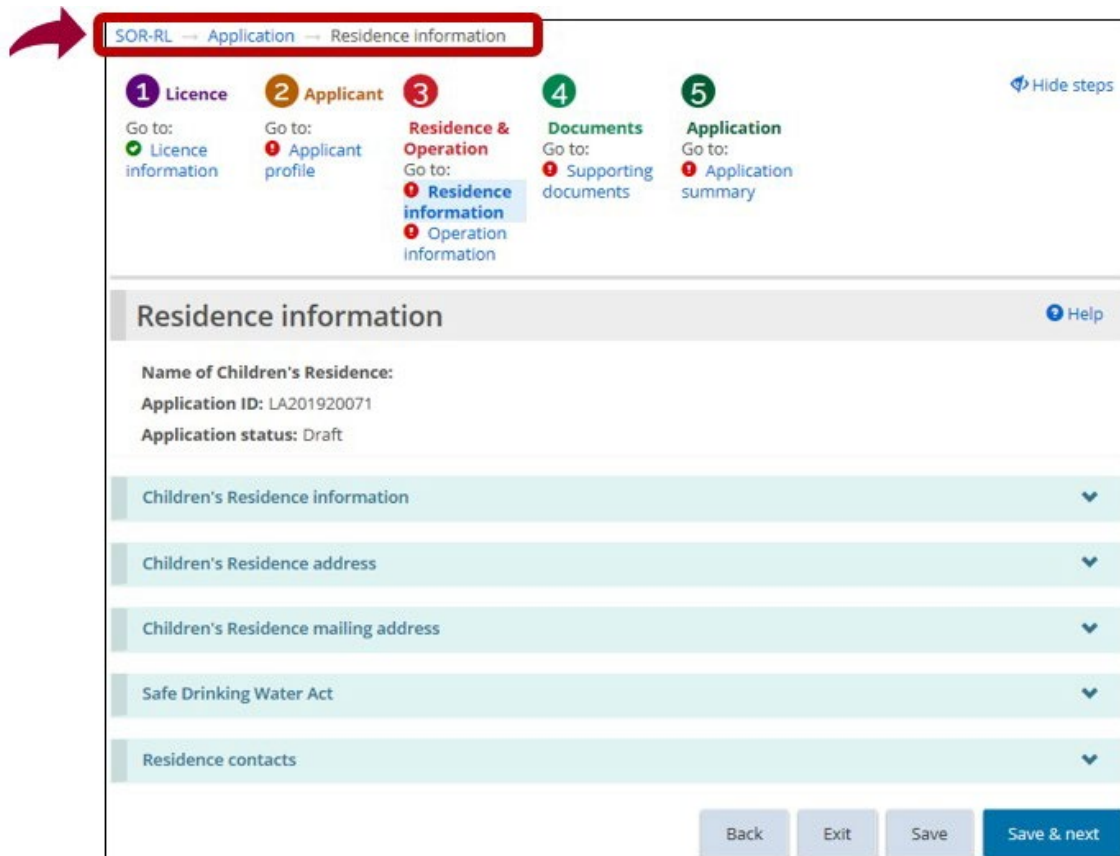 SOR-RL → Application → Residence information
1 Licence
Go to:
Licence
information
2 Applicant
Go to:
Applicant
profile
3
Residence &
Operation
Go to:
Residence
information
Operation
information
4
Documents
Go to:
Supporting
documents
5
Application
Go to:
Application
summary
Hide steps
Residence information
Help
Name of Children's Residence:
Application ID: LA201920071
Application status: Draft
Children's Residence information
Children's Residence address
Children's Residence mailing address
Safe Drinking Water Act
Residence contacts
Back Exit Save Save & next